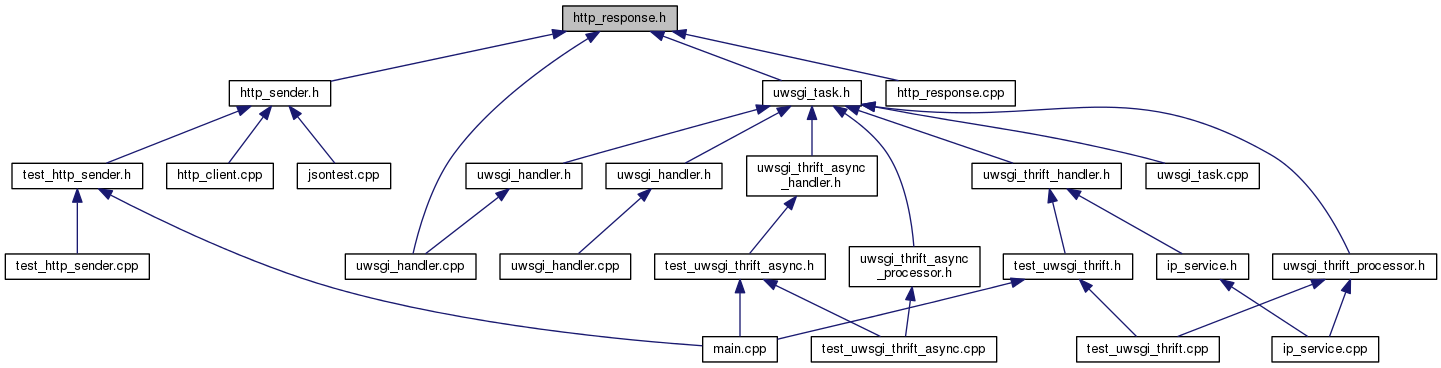 http_response.h
http_sender.h
uwsgi_task.h
http_response.cpp
test_http_sender.h
http_client.cpp
jsontest.cpp
uwsgi_handler.h
uwsgi_handler.h
uwsgi_thrift_async
_handler.h
uwsgi_thrift_handler.h
uwsgi_task.cpp
test_http_sender.cpp
uwsgi_handler.cpp
uwsgi_handler.cpp
test_uwsgi_thrift_async.h
uwsgi_thrift_async
_processor.h
test_uwsgi_thrift.h
ip_service.h
uwsgi_thrift_processor.h
main.cpp
test_uwsgi_thrift_async.cpp
test_uwsgi_thrift.cpp
ip_service.cpp